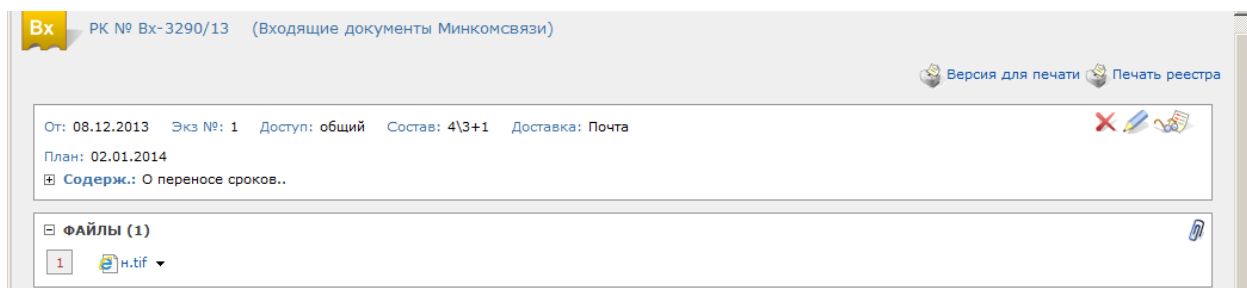 Вх РК № Вх-3290/13 (Входящие документы Минкомсвязи)
Версия для печати Печать реестра
От: 08.12.2013 Экз №: 1 Доступ: общий Состав: 4\3+1 Доставка: Почта
План: 02.01.2014
Содерж.: О переносе сроков..
ФАЙЛЫ (1)
1 н.tif